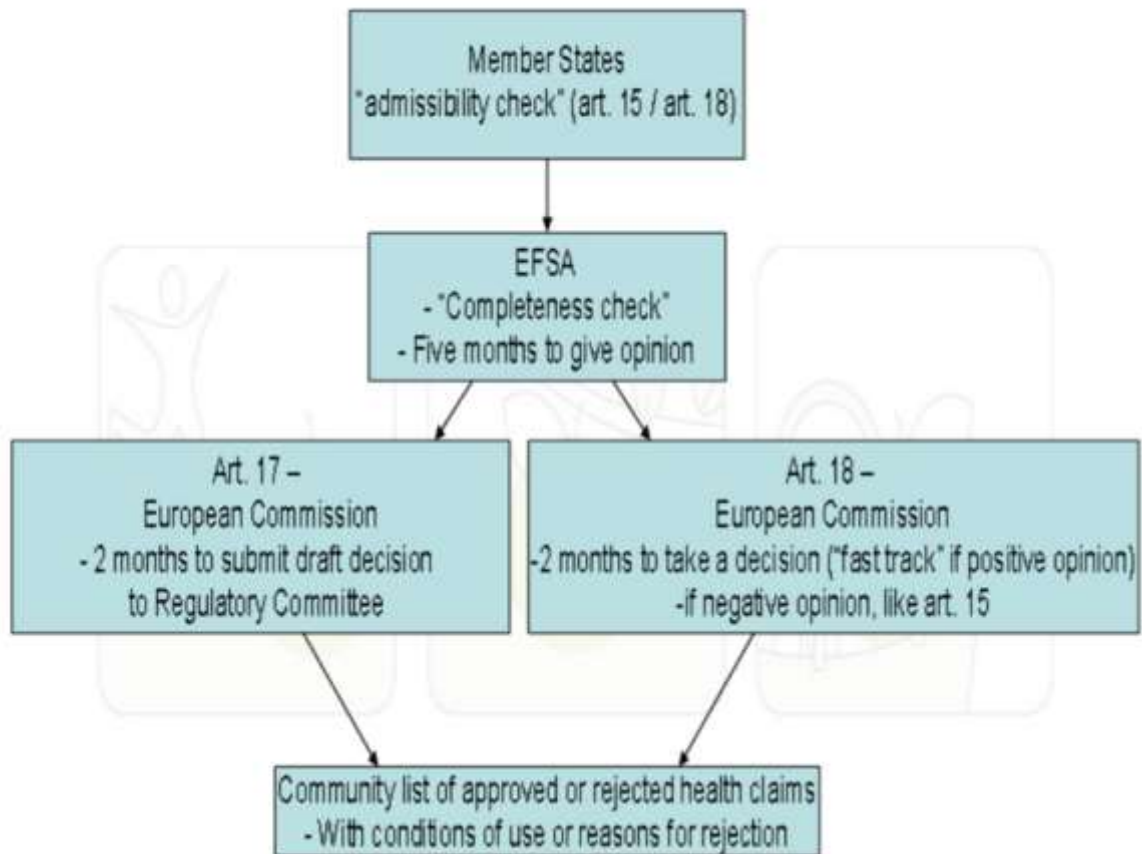 Member States
"admissibility check" (art. 15 / art. 18)
EFSA
- "Completeness check"
- Five months to give opinion
Art. 17 –
European Commission
- 2 months to submit draft decision
to Regulatory Committee
Art. 18 –
European Commission
-2 months to take a decision ("fast track" if positive opinion)
-if negative opinion, like art. 15
Community list of approved or rejected health claims
- With conditions of use or reasons for rejection